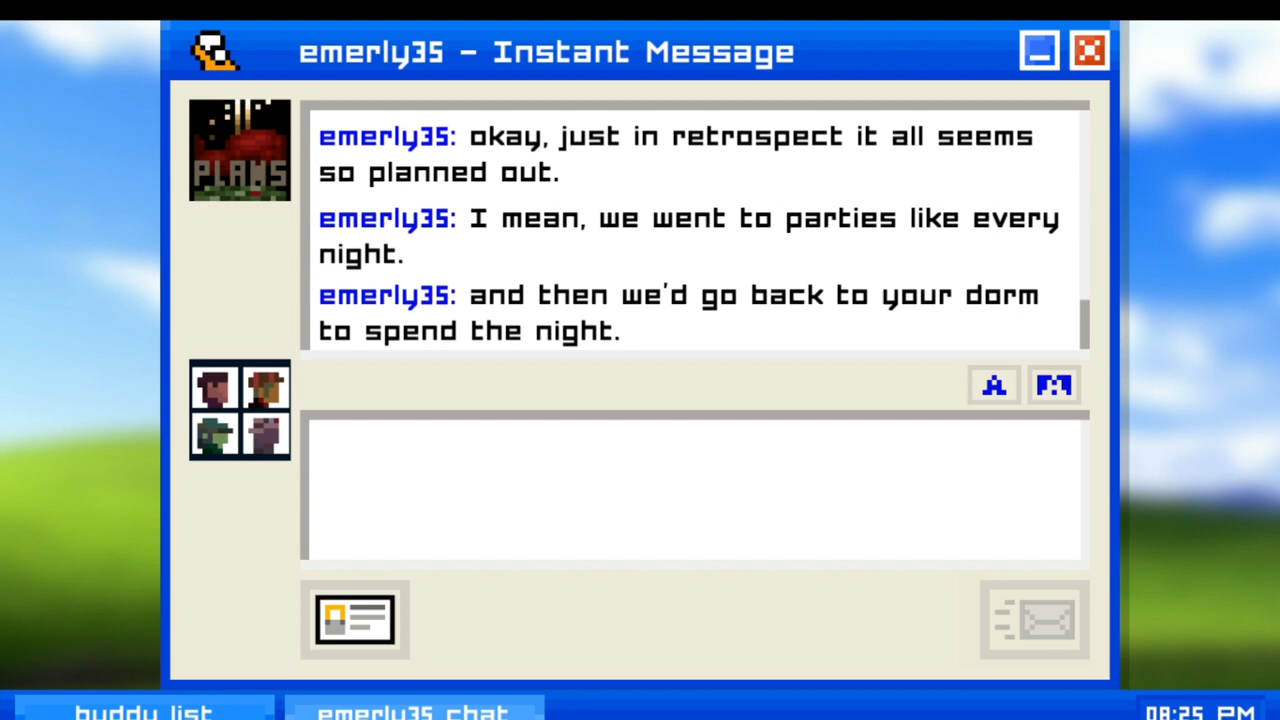 emerly35 - Instant Message
emerly35: okay, just in retrospect it all seems
so planned out.
PLANS
emerly35: I mean, we went to parties like every
night.
emerly35: and then we'd go back to your dorm
to spend the night.
A M
buddy list
emerly35 chat
08:25 PM